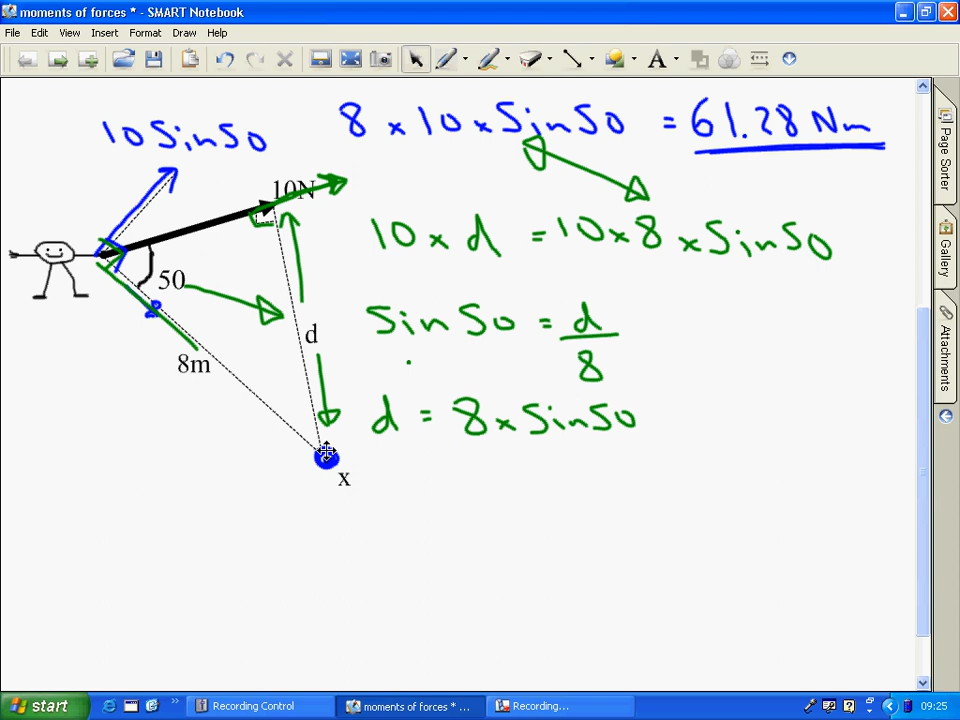 moments of forces * - SMART Notebook
File Edit View Insert Format Draw Help
10 Sin50
8 × 10 × Sin50 = 61.28 Nm
10N
10 × d = 10 × 8 × Sin50
50
Sin50 = d/8
d
8m
d = 8 × Sin50
x
Page Sorter
Gallery
Attachments
start
Recording Control
moments of forces * ...
Recording...
09:25